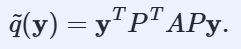 q̃(𝐲) = 𝐲ᵀPᵀAP𝐲.